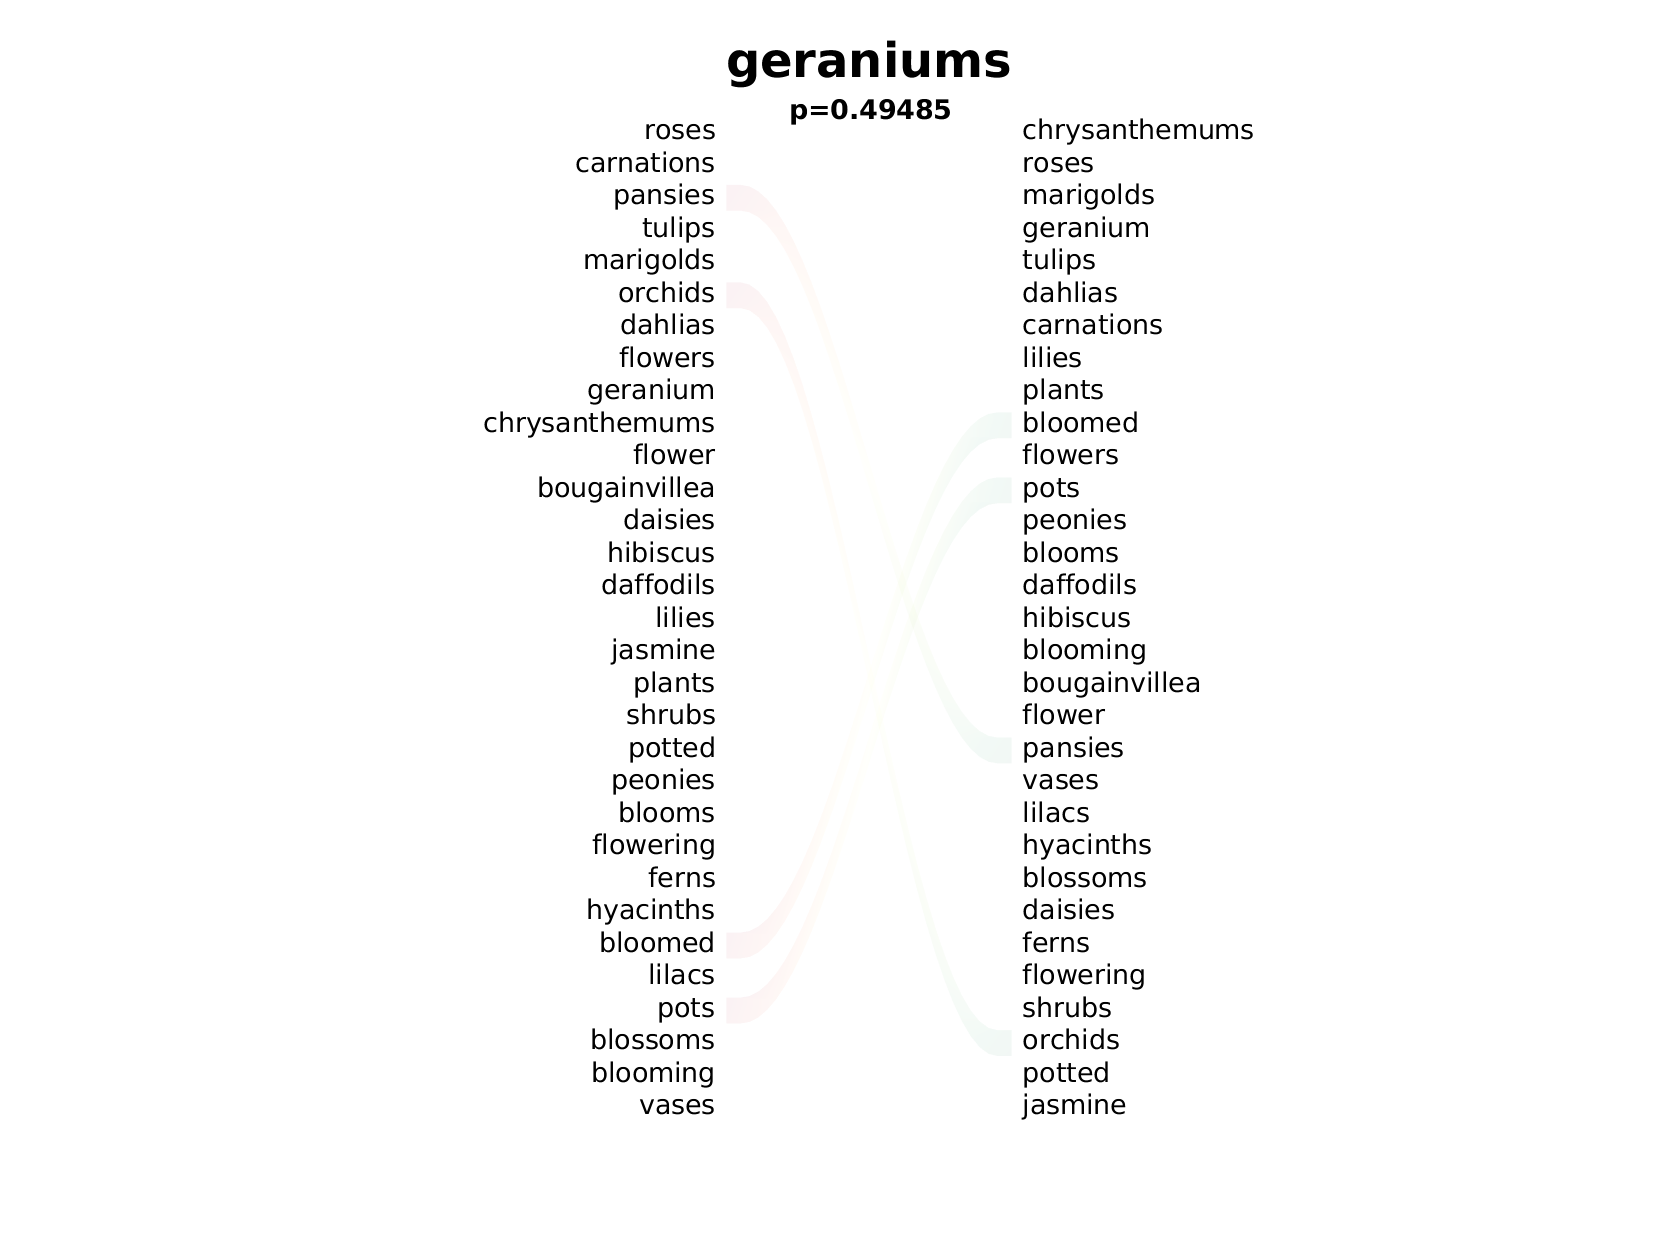 geraniums
p=0.49485
roses
carnations
pansies
tulips
marigolds
orchids
dahlias
flowers
geranium
chrysanthemums
flower
bougainvillea
daisies
hibiscus
daffodils
lilies
jasmine
plants
shrubs
potted
peonies
blooms
flowering
ferns
hyacinths
bloomed
lilacs
pots
blossoms
blooming
vases
chrysanthemums
roses
marigolds
geranium
tulips
dahlias
carnations
lilies
plants
bloomed
flowers
pots
peonies
blooms
daffodils
hibiscus
blooming
bougainvillea
flower
pansies
vases
lilacs
hyacinths
blossoms
daisies
ferns
flowering
shrubs
orchids
potted
jasmine